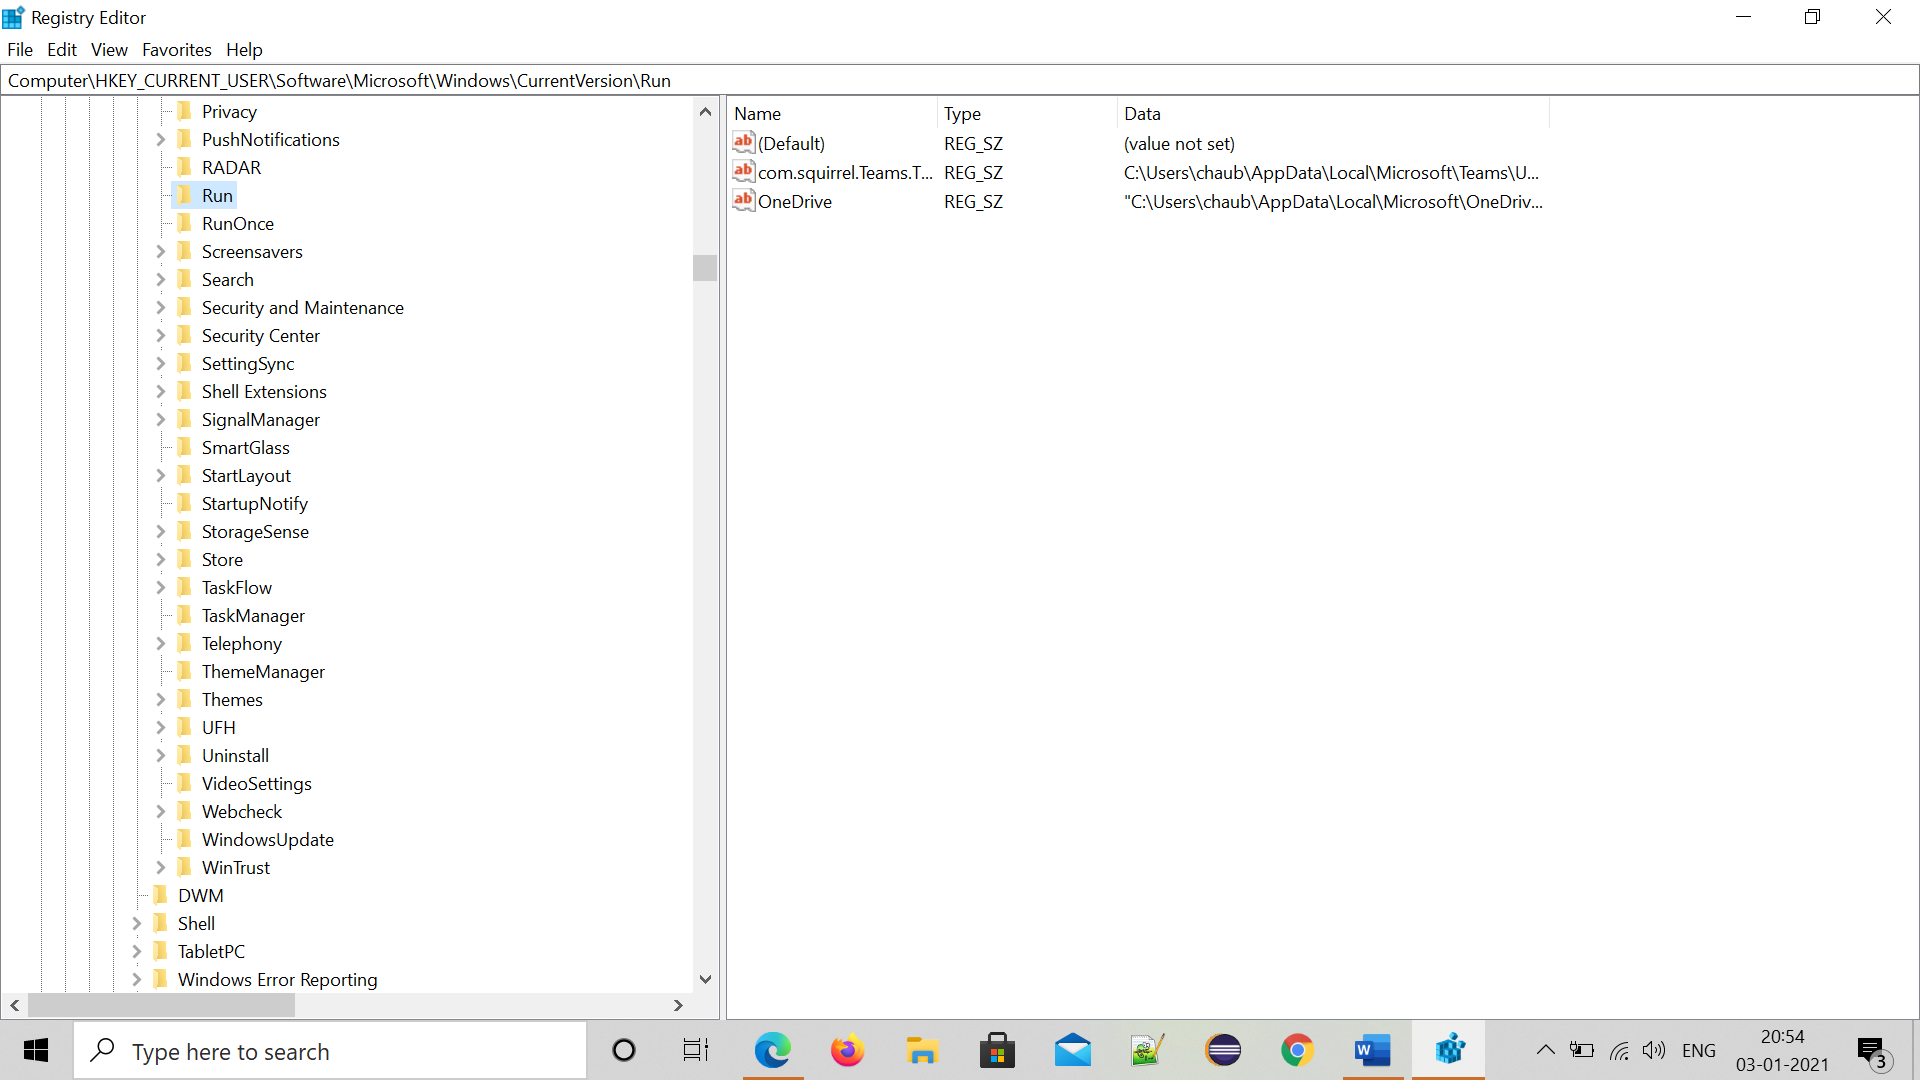 Registry Editor
File Edit View Favorites Help
Computer\HKEY_CURRENT_USER\Software\Microsoft\Windows\CurrentVersion\Run
Privacy
PushNotifications
RADAR
Run
RunOnce
Screensavers
Search
Security and Maintenance
Security Center
SettingSync
Shell Extensions
SignalManager
SmartGlass
StartLayout
StartupNotify
StorageSense
Store
TaskFlow
TaskManager
Telephony
ThemeManager
Themes
UFH
Uninstall
VideoSettings
Webcheck
WindowsUpdate
WinTrust
DWM
Shell
TabletPC
Windows Error Reporting
Name Type Data
ab (Default) REG_SZ (value not set)
ab com.squirrel.Teams.T... REG_SZ C:\Users\chaub\AppData\Local\Microsoft\Teams\U...
ab OneDrive REG_SZ "C:\Users\chaub\AppData\Local\Microsoft\OneDriv...
Type here to search
W
ENG
20:54
03-01-2021
3